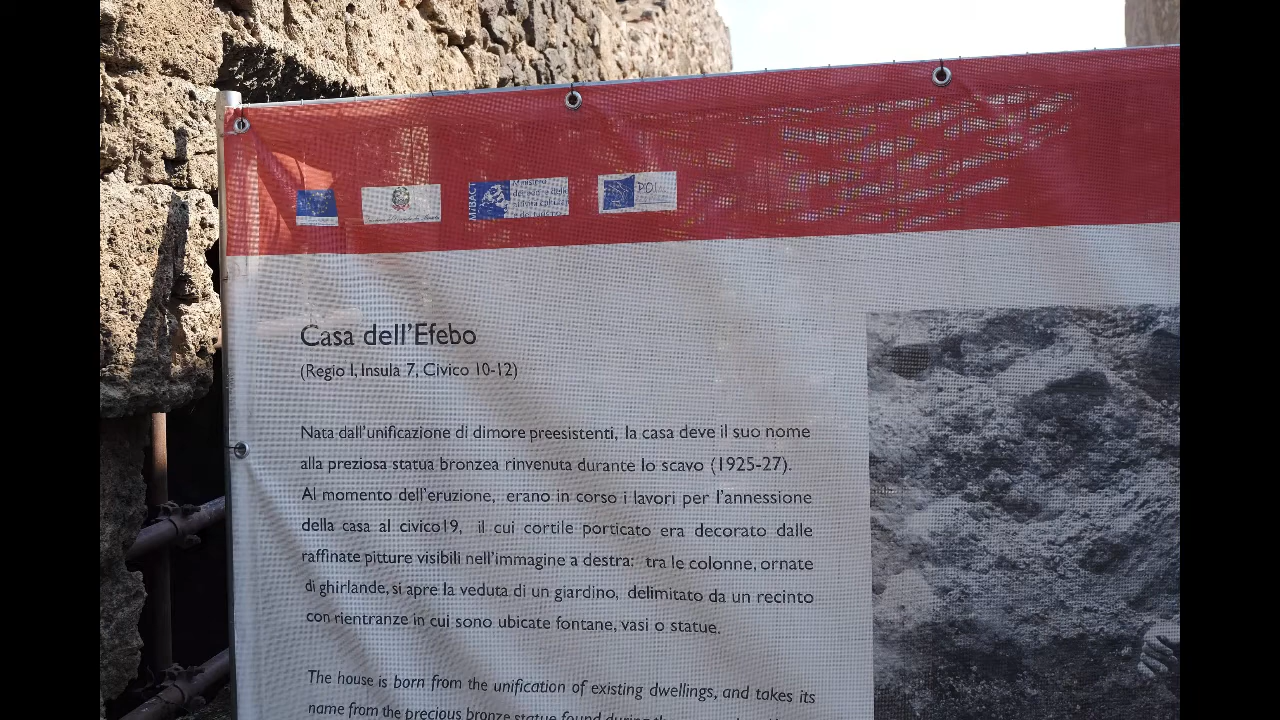 MiBACT
POI
Casa dell'Efebo
(Regio I, Insula 7, Civico 10-12)
Nata dall'unificazione di dimore preesistenti, la casa deve il suo nome
alla preziosa statua bronzea rinvenuta durante lo scavo (1925-27).
Al momento dell'eruzione, erano in corso i lavori per l'annessione
della casa al civico19, il cui cortile porticato era decorato dalle
raffinate pitture visibili nell'immagine a destra: tra le colonne, ornate
di ghirlande, si apre la veduta di un giardino, delimitato da un recinto
con rientranze in cui sono ubicate fontane, vasi o statue.
The house is born from the unification of existing dwellings, and takes its
name from the precious bronze statue found during